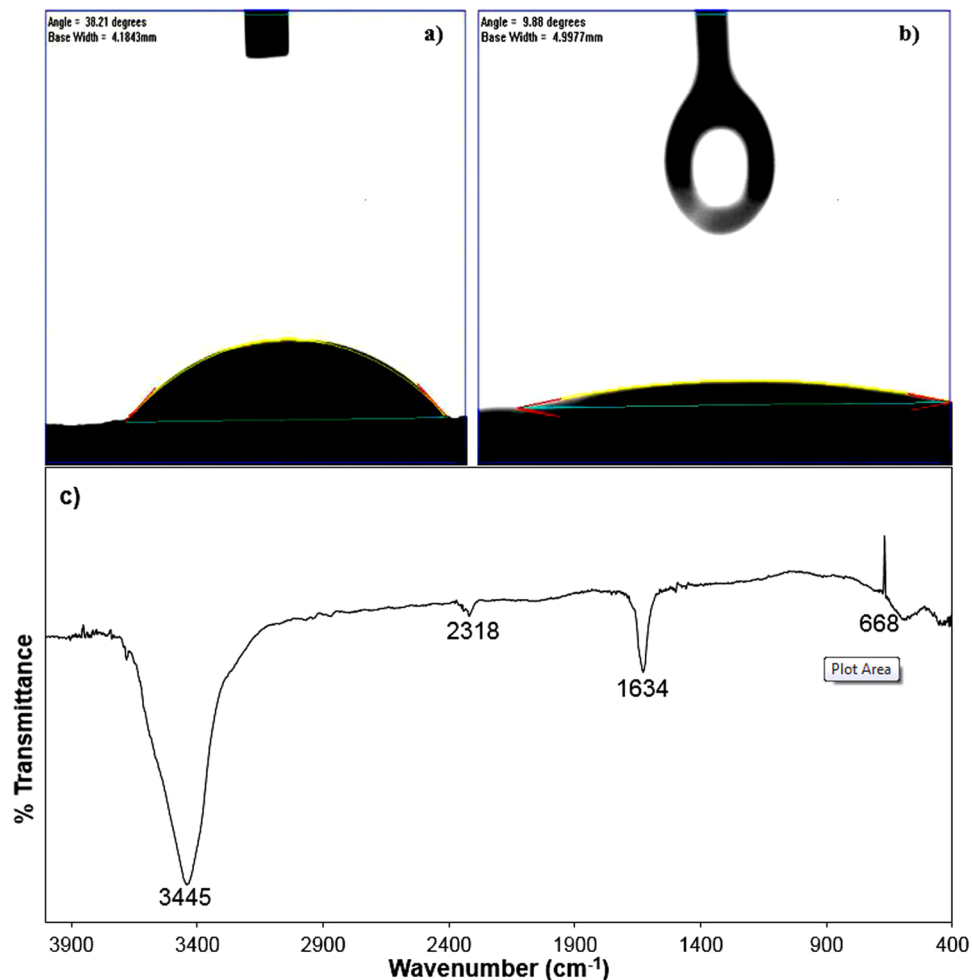 Angle = 38.21 degrees
Base Width = 4.1843mm
a)
Angle = 9.88 degrees
Base Width = 4.9977mm
b)
c)
2318
668
1634
Plot Area
3445
% Transmittance
3900 3400 2900 2400 1900 1400 900 400
Wavenumber (cm⁻¹)